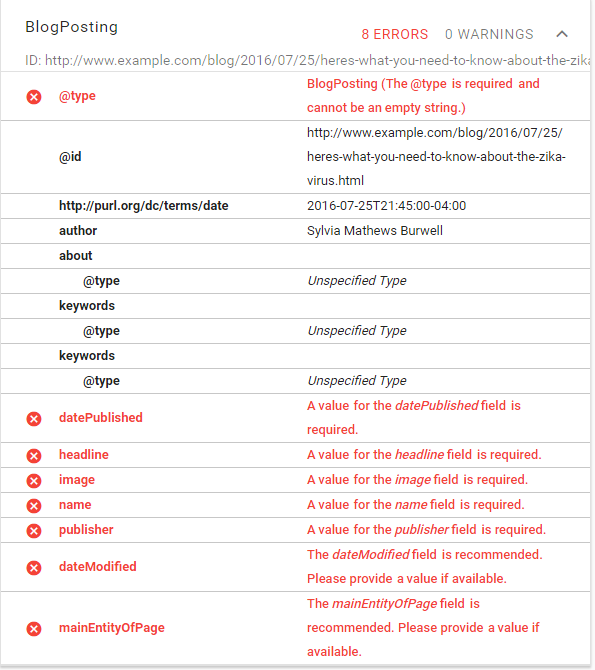 BlogPosting
8 ERRORS 0 WARNINGS
ID: http://www.example.com/blog/2016/07/25/heres-what-you-need-to-know-about-the-zika
@type
BlogPosting (The @type is required and
cannot be an empty string.)
@id
http://www.example.com/blog/2016/07/25/
heres-what-you-need-to-know-about-the-zika-
virus.html
http://purl.org/dc/terms/date 2016-07-25T21:45:00-04:00
author Sylvia Mathews Burwell
about
@type Unspecified Type
keywords
@type Unspecified Type
keywords
@type Unspecified Type
datePublished
A value for the datePublished field is
required.
headline A value for the headline field is required.
image A value for the image field is required.
name A value for the name field is required.
publisher A value for the publisher field is required.
dateModified
The dateModified field is recommended.
Please provide a value if available.
mainEntityOfPage
The mainEntityOfPage field is
recommended. Please provide a value if
available.